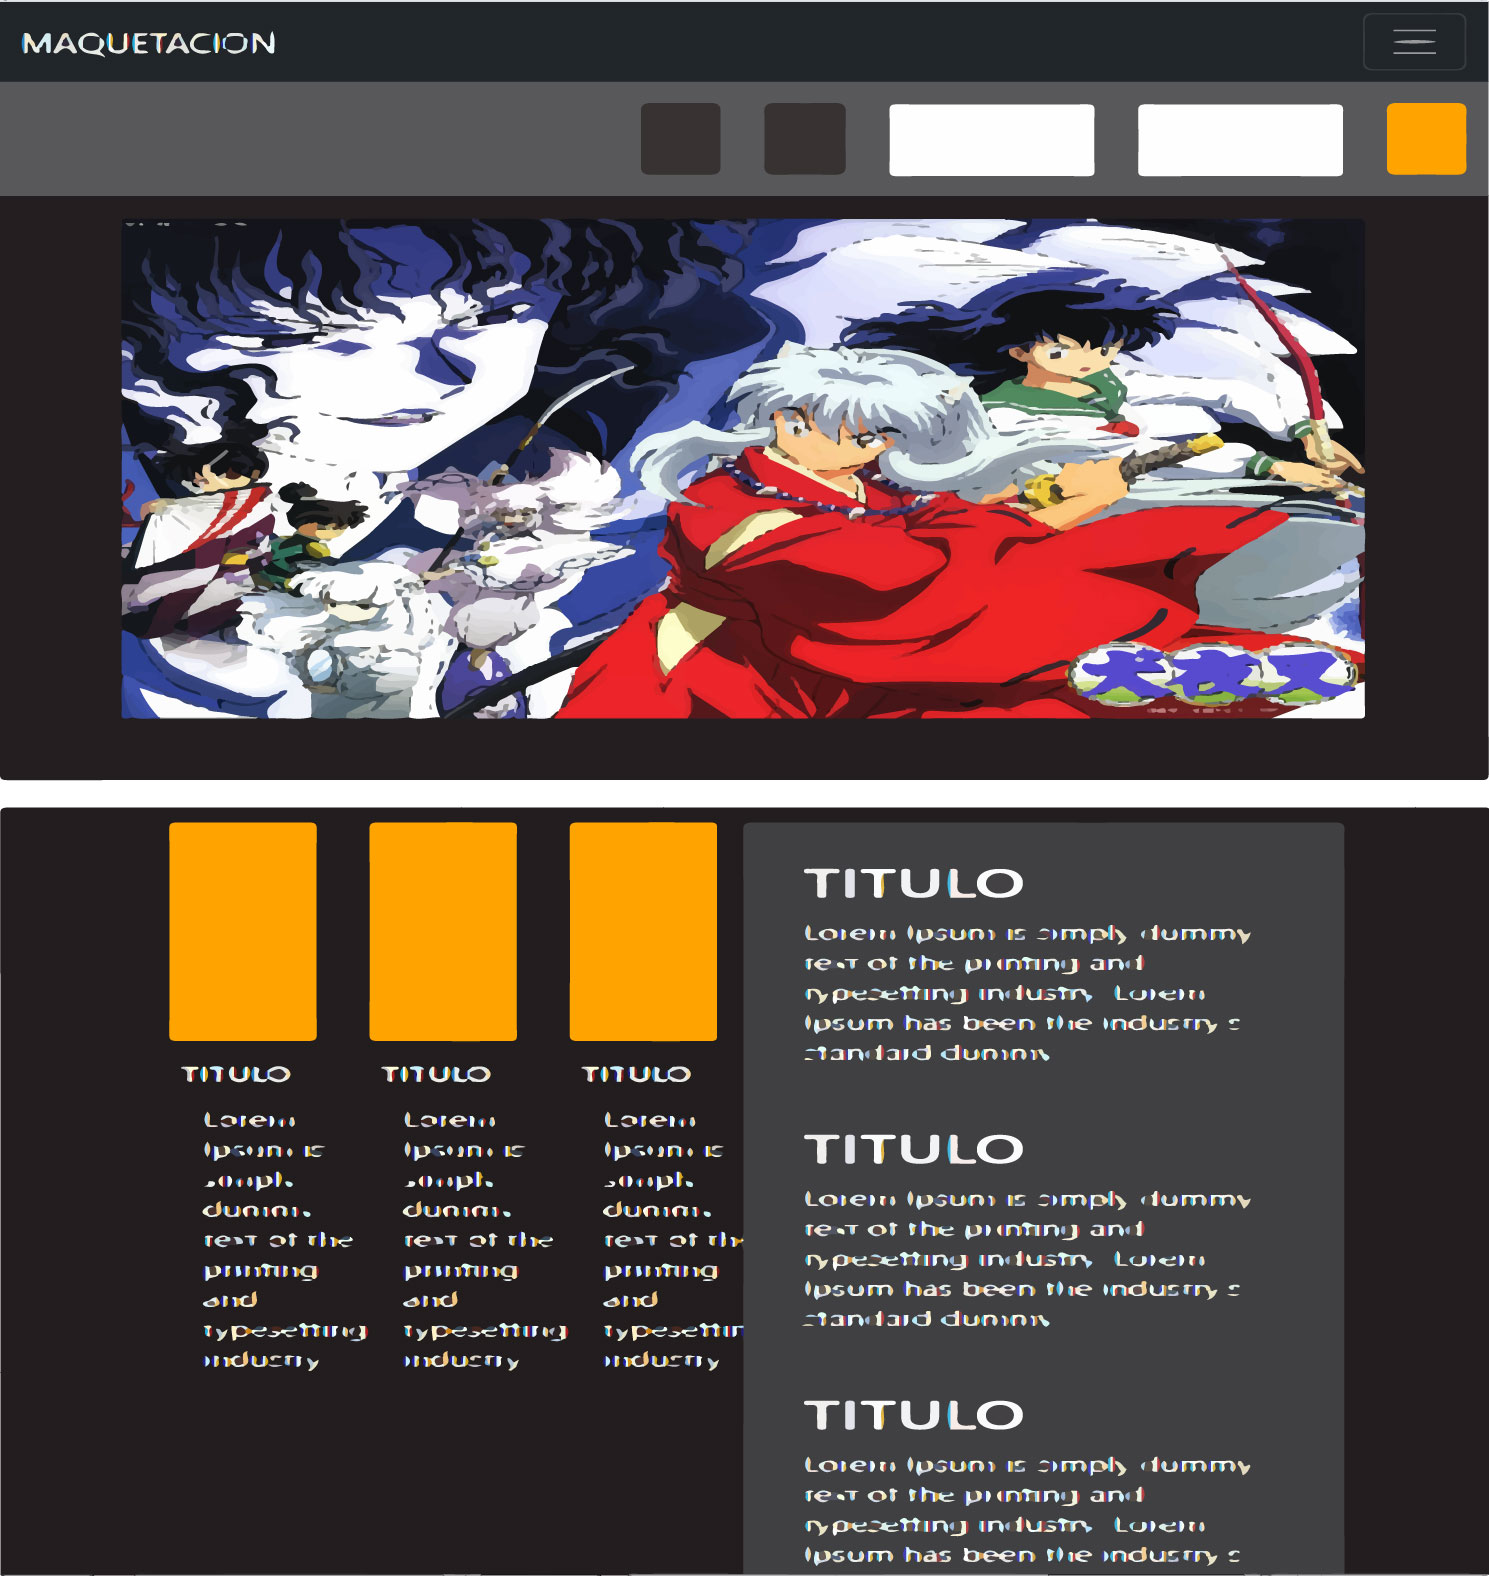 MAQUETACION
TITULO
Lorem
Ipsum is
simply
dummy
text of the
printing
and
typesetting
industry
TITULO
Lorem
Ipsum is
simply
dummy
text of the
printing
and
typesetting
industry
TITULO
Lorem
Ipsum is
simply
dummy
text of th
printing
and
typesettin
industry
TITULO
Lorem Ipsum is simply dummy
text of the printing and
typesetting industry Lorem
Ipsum has been the industry s
standard dummy
TITULO
Lorem Ipsum is simply dummy
text of the printing and
typesetting industry Lorem
Ipsum has been the industry s
standard dummy
TITULO
Lorem Ipsum is simply dummy
text of the printing and
typesetting industry Lorem
Ipsum has been the industry s